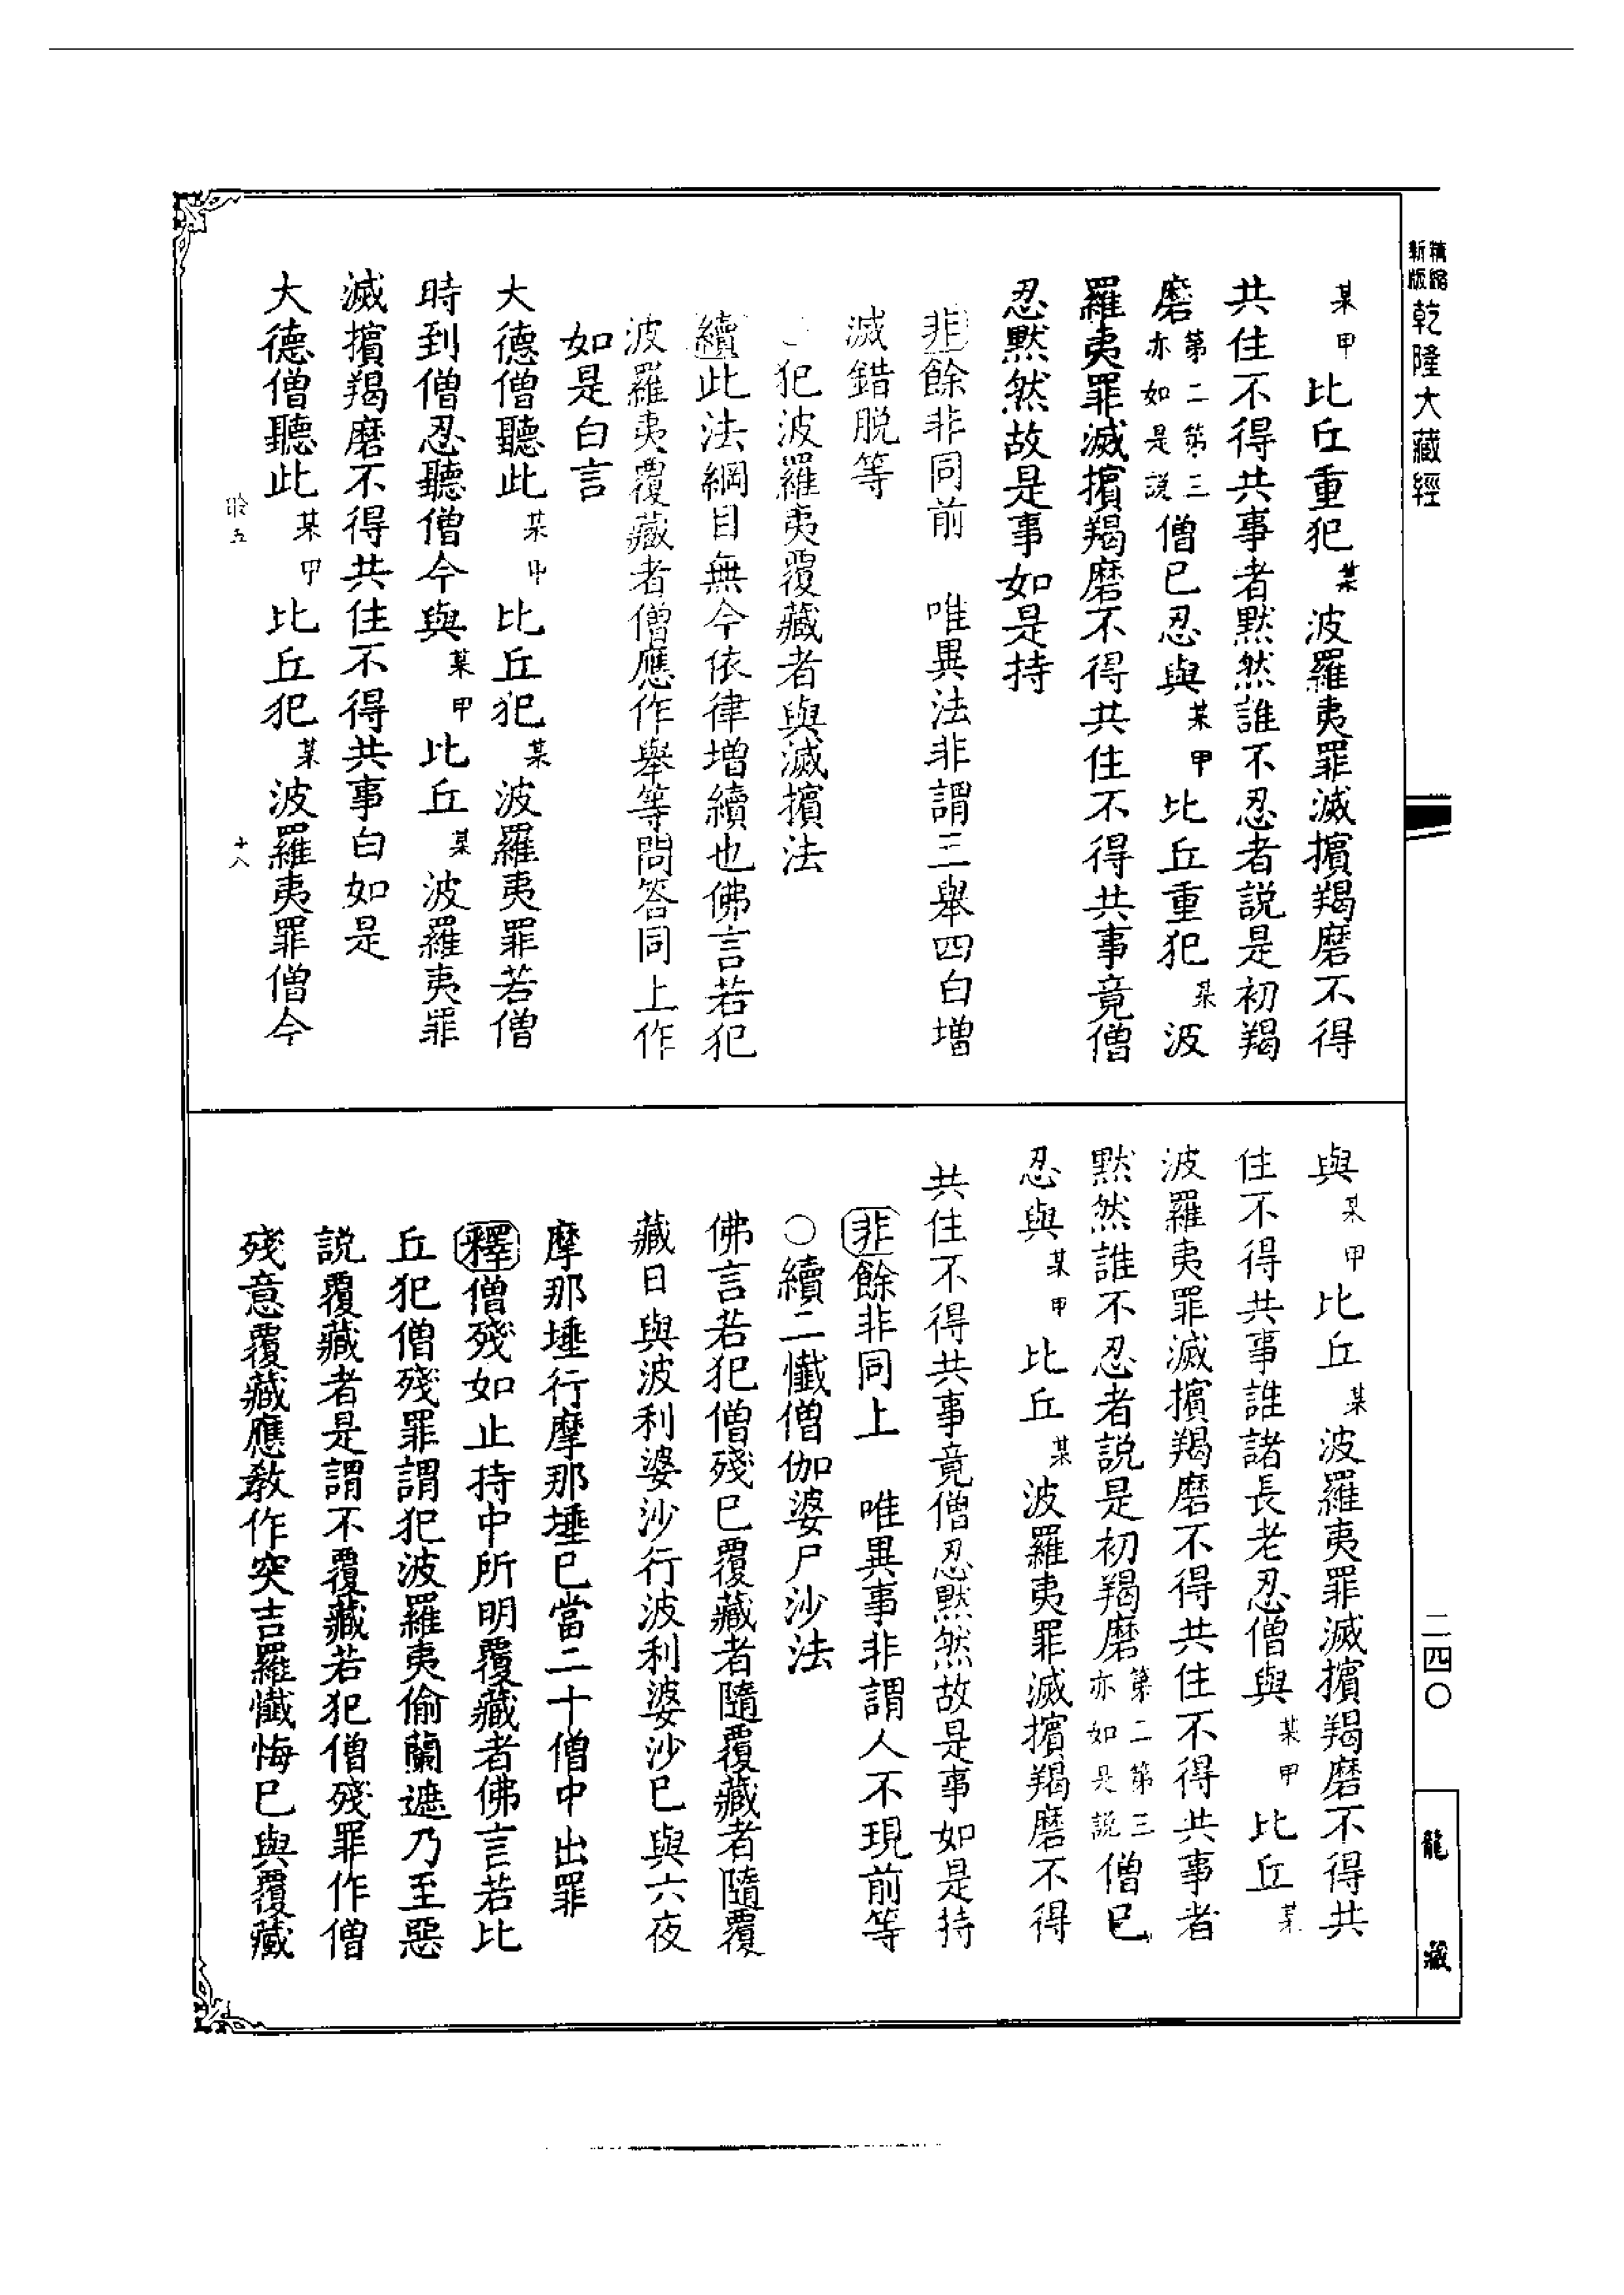 精縮新版 乾隆大藏經
某甲比丘重犯某波羅夷罪滅擯羯磨不得
共住不得共事者默然誰不忍者說是初羯
磨第二第三亦如是說僧已忍與某甲比丘重犯某波
羅夷罪滅擯羯磨不得共住不得共事竟僧
忍默然故是事如是持
非餘非同前 唯異法非謂三舉四白增
滅錯脫等
○犯波羅夷覆藏者與滅擯法
續此法綱目無今依律增續也佛言若犯
波羅夷覆藏者僧應作舉等問答同上作
如是白言
大德僧聽此某甲比丘犯某波羅夷罪若僧
時到僧忍聽僧今與某甲比丘某波羅夷罪
滅擯羯磨不得共住不得共事白如是
大德僧聽此某甲比丘犯某波羅夷罪僧今
聆五 十八
與某甲比丘某波羅夷罪滅擯羯磨不得共
住不得共事誰諸長老忍僧與某甲比丘某
波羅夷罪滅擯羯磨不得共住不得共事者
默然誰不忍者說是初羯磨第二第三亦如是說僧已
忍與某甲比丘某波羅夷罪滅擯羯磨不得
共住不得共事竟僧忍默然故是事如是持
非餘非同上 唯異事非謂人不現前等
○續二懺僧伽婆尸沙法
佛言若犯僧殘已覆藏者隨覆藏者隨覆
藏日與波利婆沙行波利婆沙已與六夜
摩那埵行摩那埵已當二十僧中出罪
釋僧殘如止持中所明覆藏者佛言若比
丘犯僧殘罪謂犯波羅夷偷蘭遮乃至惡
說覆藏者是謂不覆藏若犯僧殘罪作僧
殘意覆藏應教作突吉羅懺悔已與覆藏
二四〇
龍藏